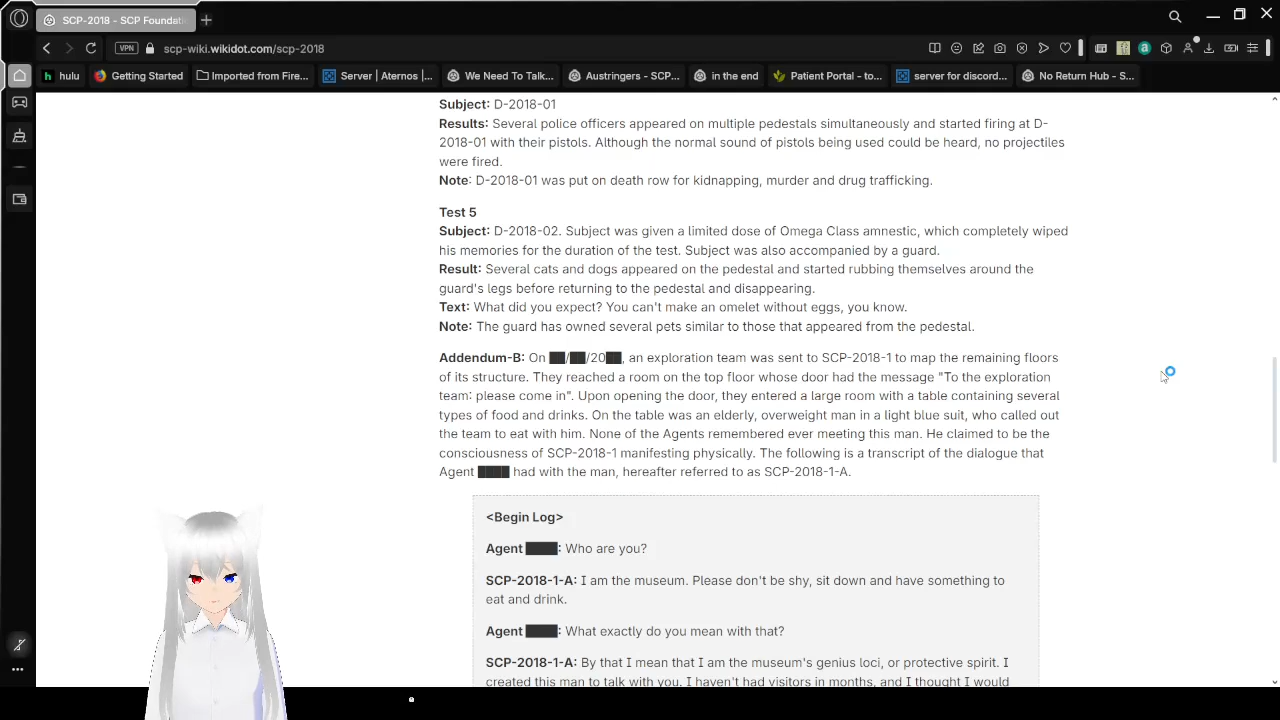 SCP-2018 - SCP Foundati
VPN
scp-wiki.wikidot.com/scp-2018
hulu
Getting Started
Imported from Fire...
Server | Aternos |...
We Need To Talk...
Austringers - SCP...
in the end
Patient Portal - to...
server for discord...
No Return Hub - S...
Subject: D-2018-01
Results: Several police officers appeared on multiple pedestals simultaneously and started firing at D-
2018-01 with their pistols. Although the normal sound of pistols being used could be heard, no projectiles
were fired.
Note: D-2018-01 was put on death row for kidnapping, murder and drug trafficking.
Test 5
Subject: D-2018-02. Subject was given a limited dose of Omega Class amnestic, which completely wiped
his memories for the duration of the test. Subject was also accompanied by a guard.
Result: Several cats and dogs appeared on the pedestal and started rubbing themselves around the
guard's legs before returning to the pedestal and disappearing.
Text: What did you expect? You can't make an omelet without eggs, you know.
Note: The guard has owned several pets similar to those that appeared from the pedestal.
Addendum-B: On ██/██/20██, an exploration team was sent to SCP-2018-1 to map the remaining floors
of its structure. They reached a room on the top floor whose door had the message "To the exploration
team: please come in". Upon opening the door, they entered a large room with a table containing several
types of food and drinks. On the table was an elderly, overweight man in a light blue suit, who called out
the team to eat with him. None of the Agents remembered ever meeting this man. He claimed to be the
consciousness of SCP-2018-1 manifesting physically. The following is a transcript of the dialogue that
Agent ████ had with the man, hereafter referred to as SCP-2018-1-A.
<Begin Log>
Agent ████: Who are you?
SCP-2018-1-A: I am the museum. Please don't be shy, sit down and have something to
eat and drink.
Agent ████: What exactly do you mean with that?
SCP-2018-1-A: By that I mean that I am the museum's genius loci, or protective spirit. I
created this man to talk with you. I haven't had visitors in months, and I thought I would